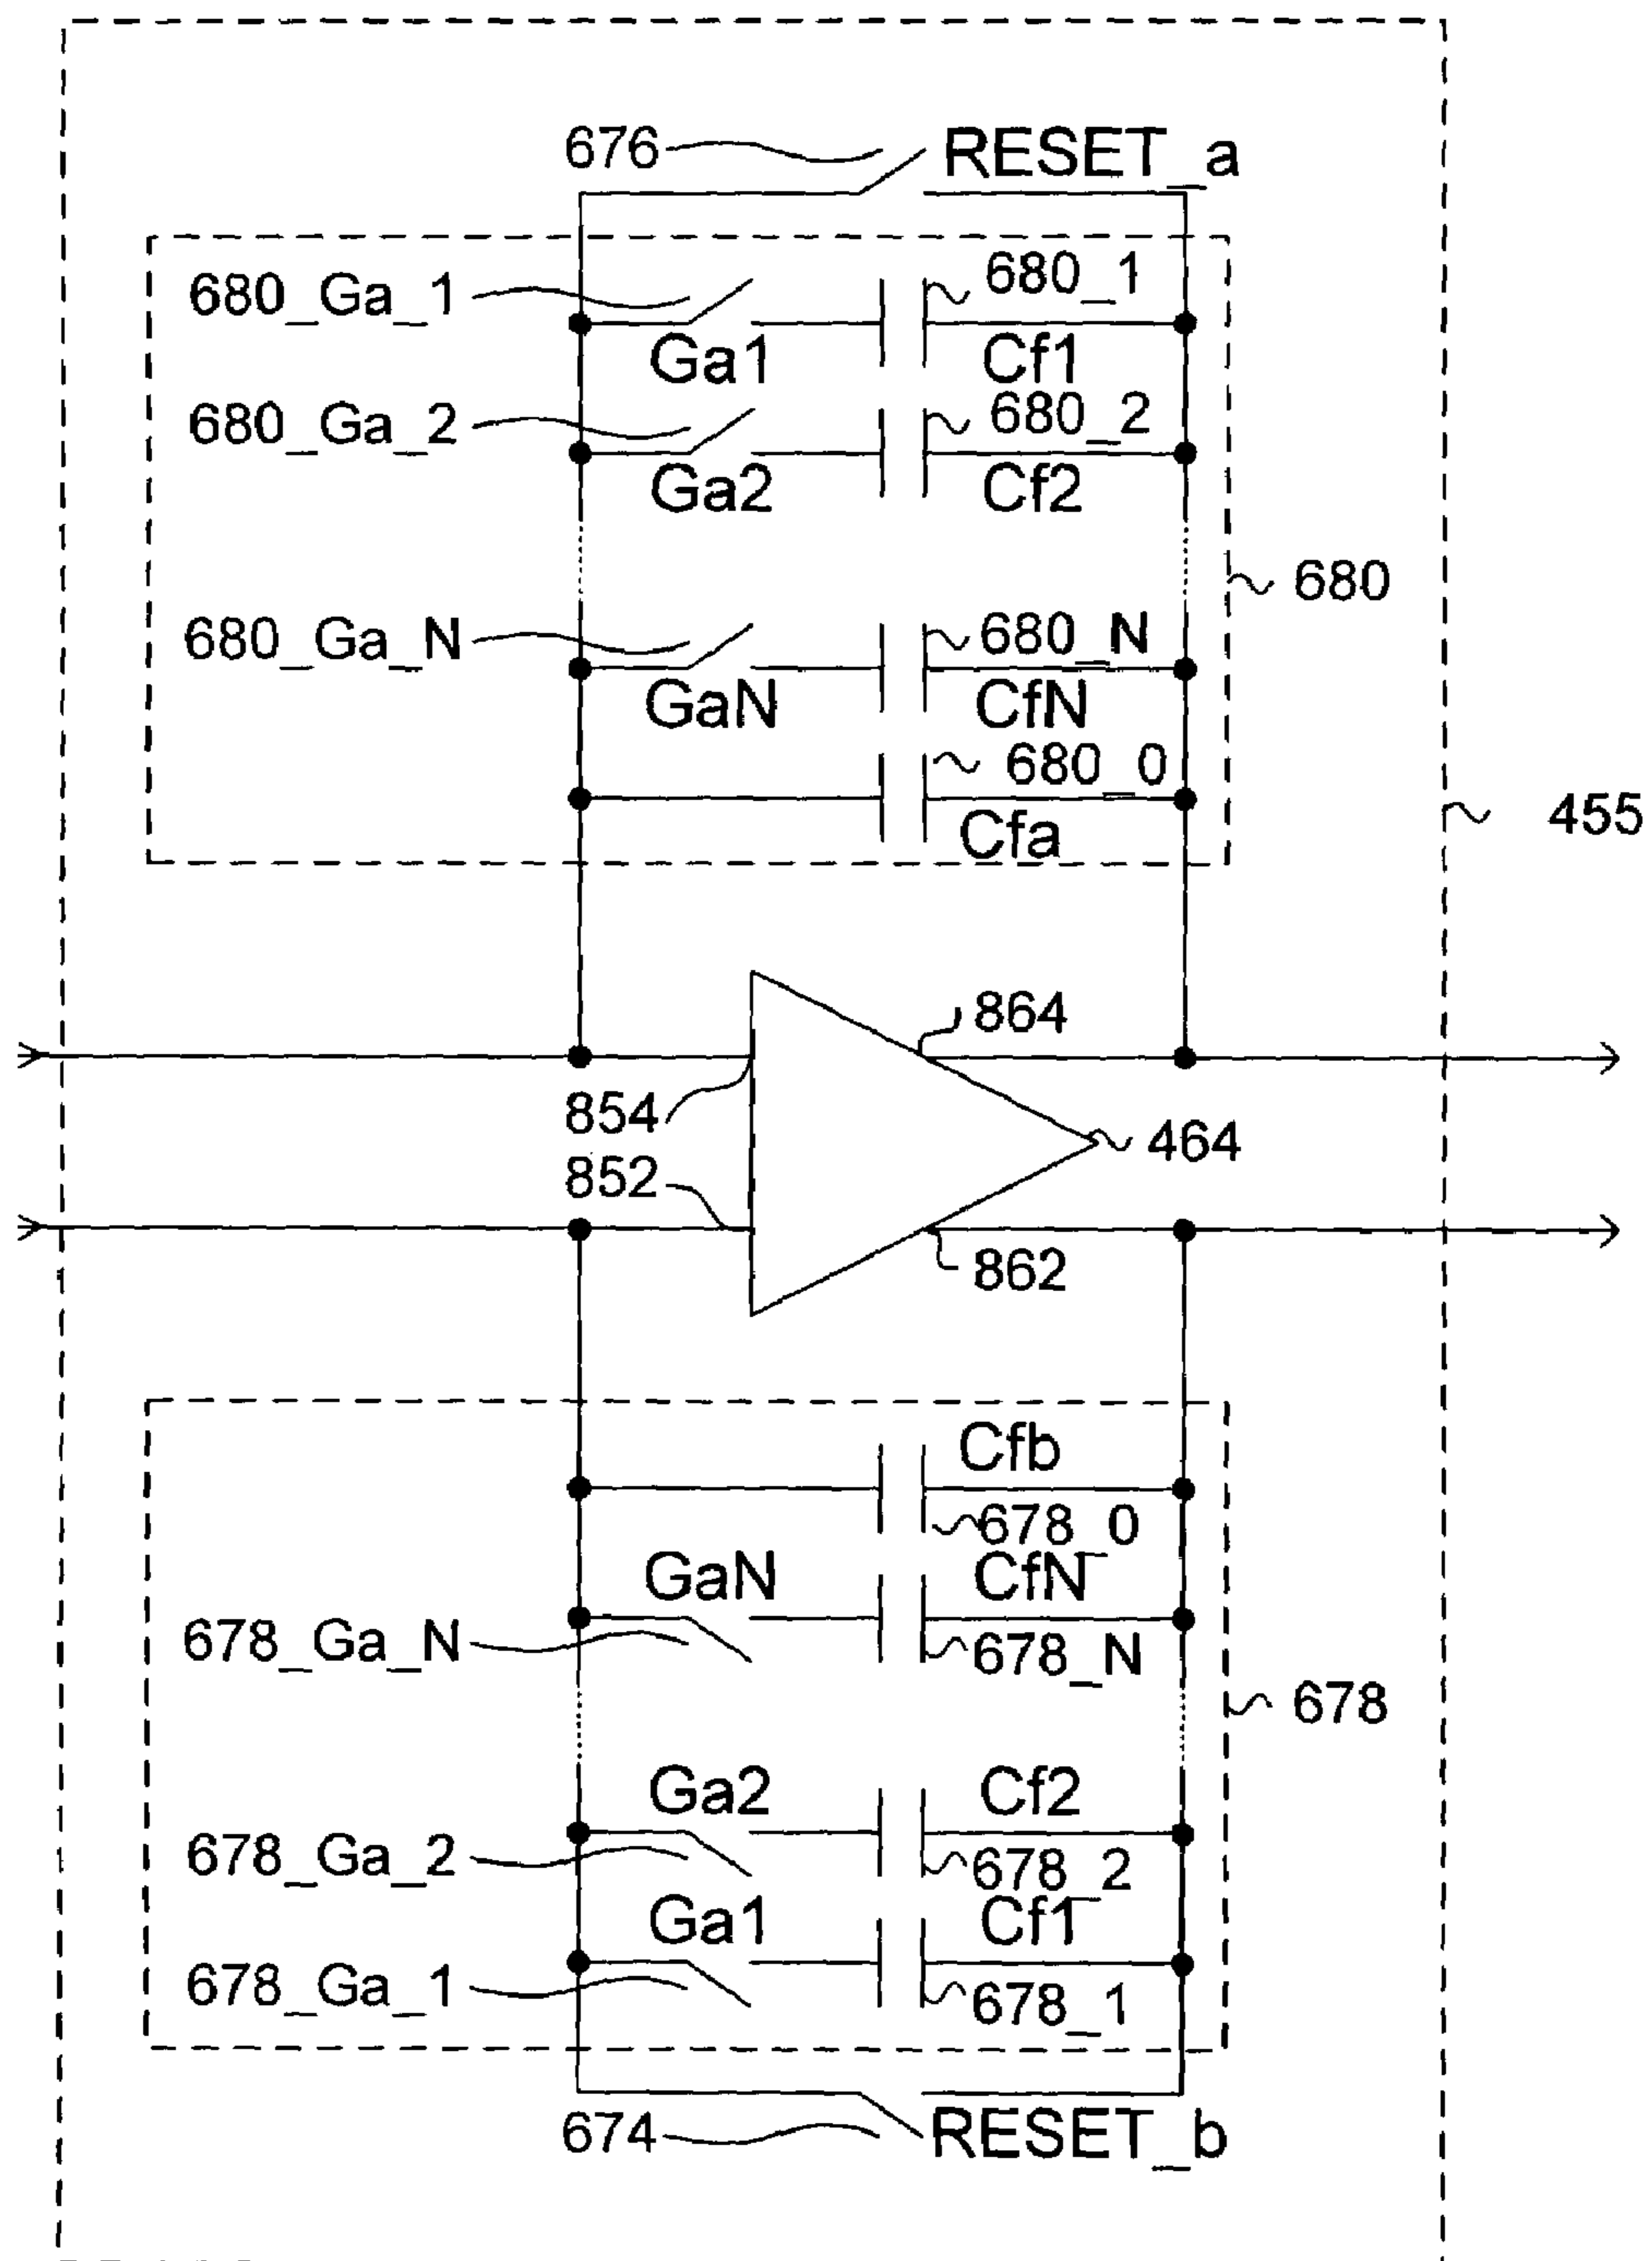 676 RESET_a
680_Ga_1 680_1
Ga1 Cf1
680_Ga_2 680_2
Ga2 Cf2
680
680_Ga_N 680_N
GaN CfN
680_0
455
Cfa
864
854
464
852
862
Cfb
678_0
GaN CfN
678_Ga_N 678_N
678
Ga2 Cf2
678_Ga_2 678_2
Ga1 Cf1
678_Ga_1 678_1
674 RESET_b